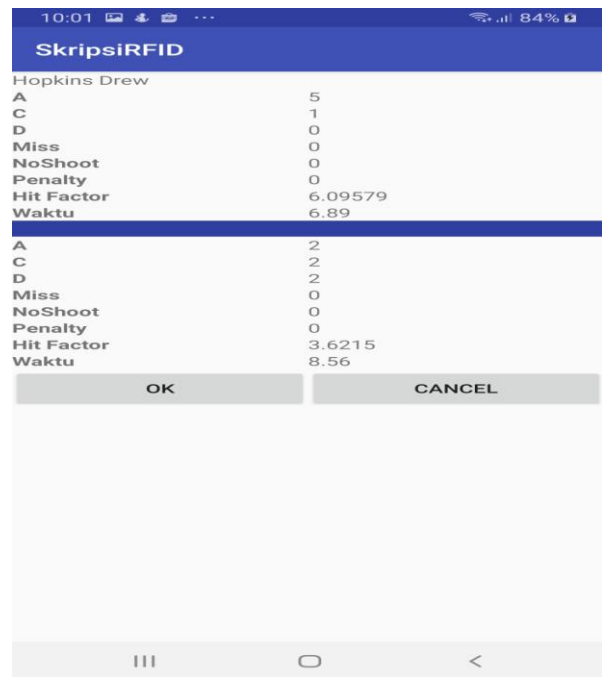 10:01 ... 84%
SkripsiRFID
Hopkins Drew
A 5
C 1
D 0
Miss 0
NoShoot 0
Penalty 0
Hit Factor 6.09579
Waktu 6.89
A 2
C 2
D 2
Miss 0
NoShoot 0
Penalty 0
Hit Factor 3.6215
Waktu 8.56
OK CANCEL